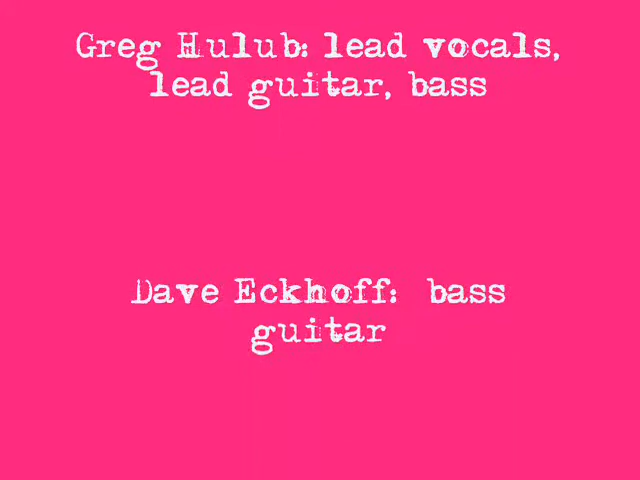 Greg Hulub: lead vocals,
lead guitar, bass
Dave Eckhoff:  bass
guitar